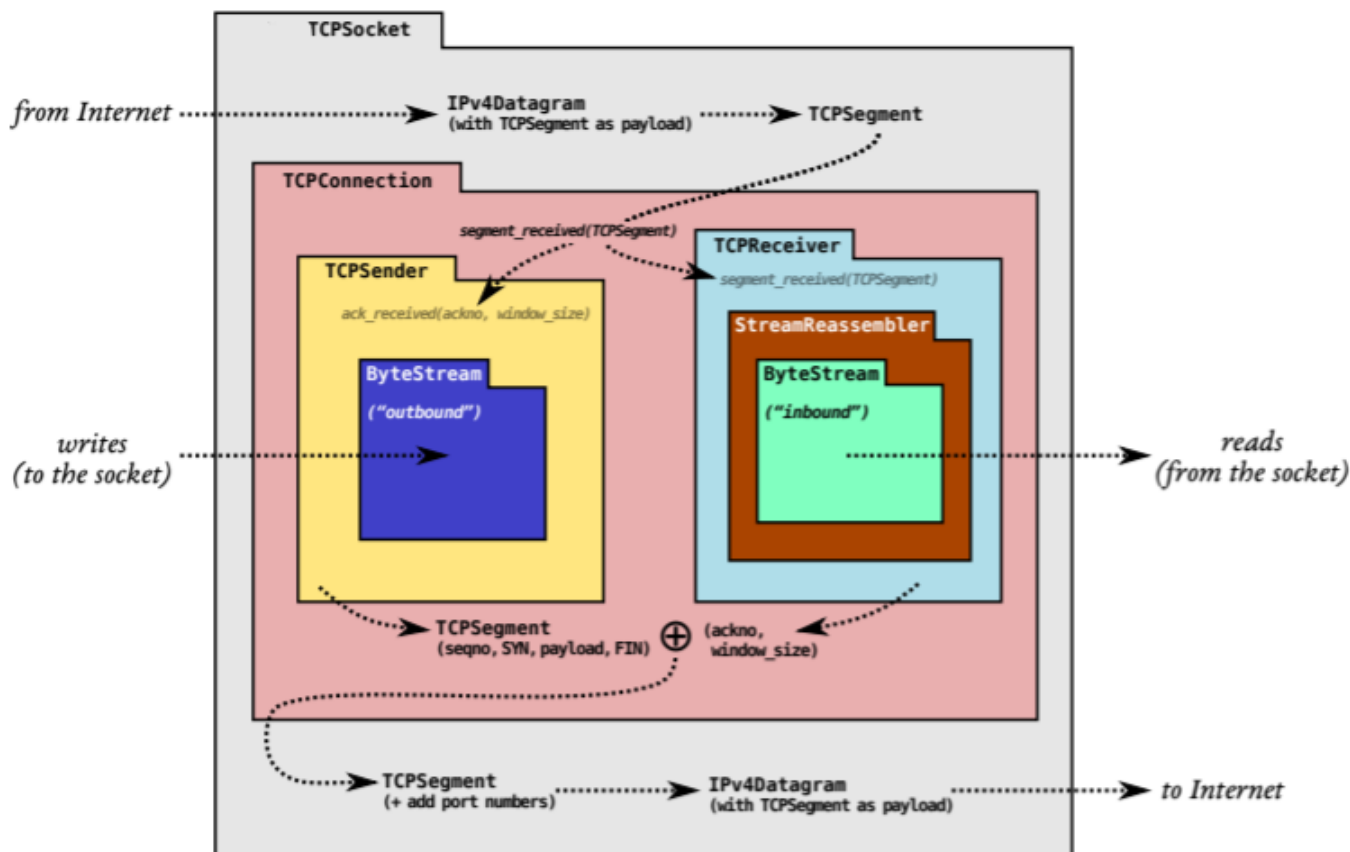 TCPSocket
from Internet
IPv4Datagram
(with TCPSegment as payload)
TCPSegment
TCPConnection
segment_received(TCPSegment)
TCPReceiver
segment_received(TCPSegment)
TCPSender
ack_received(ackno, window_size)
StreamReassembler
ByteStream
("outbound")
ByteStream
("inbound")
writes
(to the socket)
reads
(from the socket)
TCPSegment
(seqno, SYN, payload, FIN)
(ackno,
window_size)
TCPSegment
(+ add port numbers)
IPv4Datagram
(with TCPSegment as payload)
to Internet